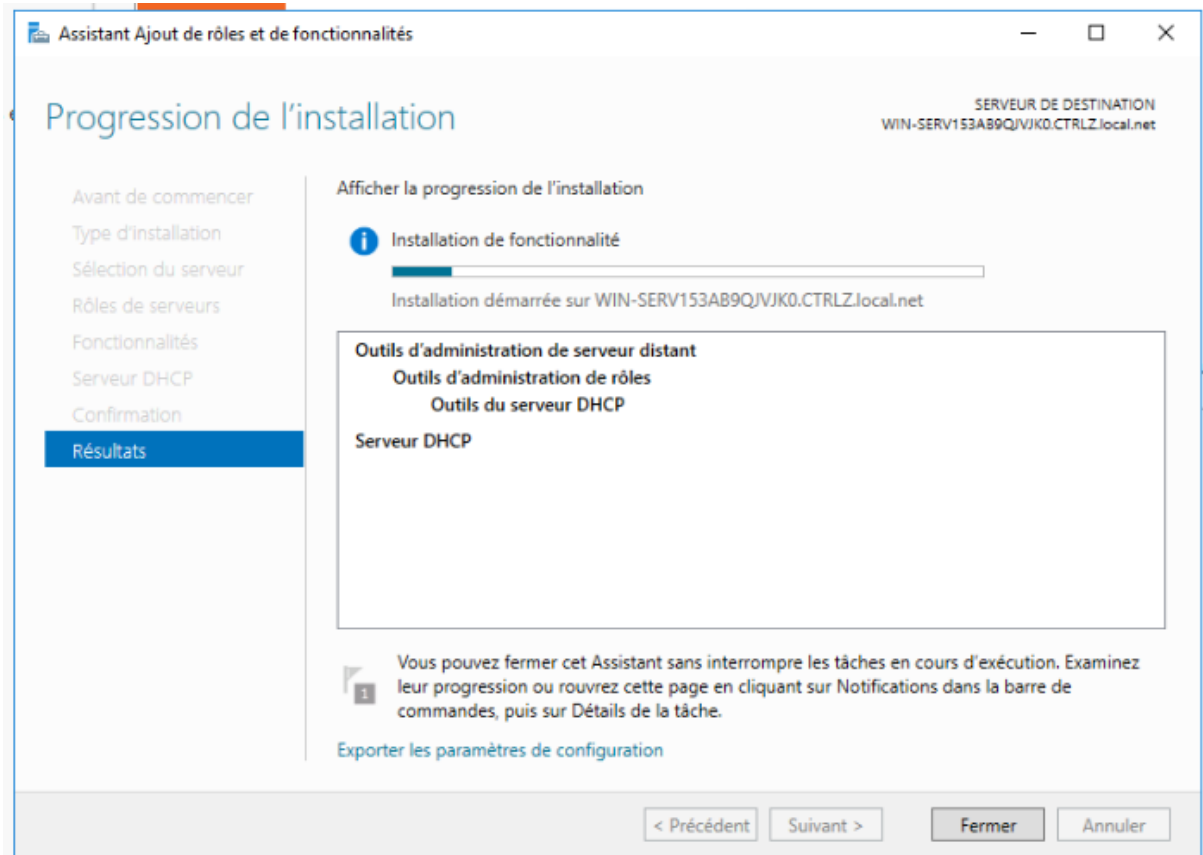 Assistant Ajout de rôles et de fonctionnalités
Progression de l'installation
SERVEUR DE DESTINATION
WIN-SERV153AB9QJVJK0.CTRLZ.local.net
Avant de commencer
Type d'installation
Sélection du serveur
Rôles de serveurs
Fonctionnalités
Serveur DHCP
Confirmation
Résultats
Afficher la progression de l'installation
Installation de fonctionnalité
Installation démarrée sur WIN-SERV153AB9QJVJK0.CTRLZ.local.net
Outils d'administration de serveur distant
Outils d'administration de rôles
Outils du serveur DHCP
Serveur DHCP
1
Vous pouvez fermer cet Assistant sans interrompre les tâches en cours d'exécution. Examinez
leur progression ou rouvrez cette page en cliquant sur Notifications dans la barre de
commandes, puis sur Détails de la tâche.
Exporter les paramètres de configuration
< Précédent
Suivant >
Fermer
Annuler